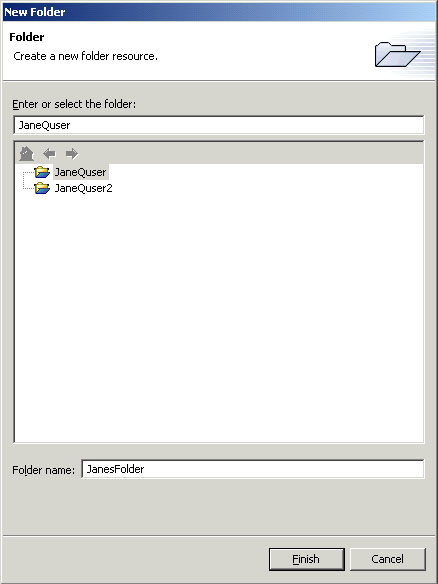 New Folder
Folder
Create a new folder resource.
Enter or select the folder:
JaneQuser
JaneQuser
JaneQuser2
Folder name: JanesFolder
Finish Cancel